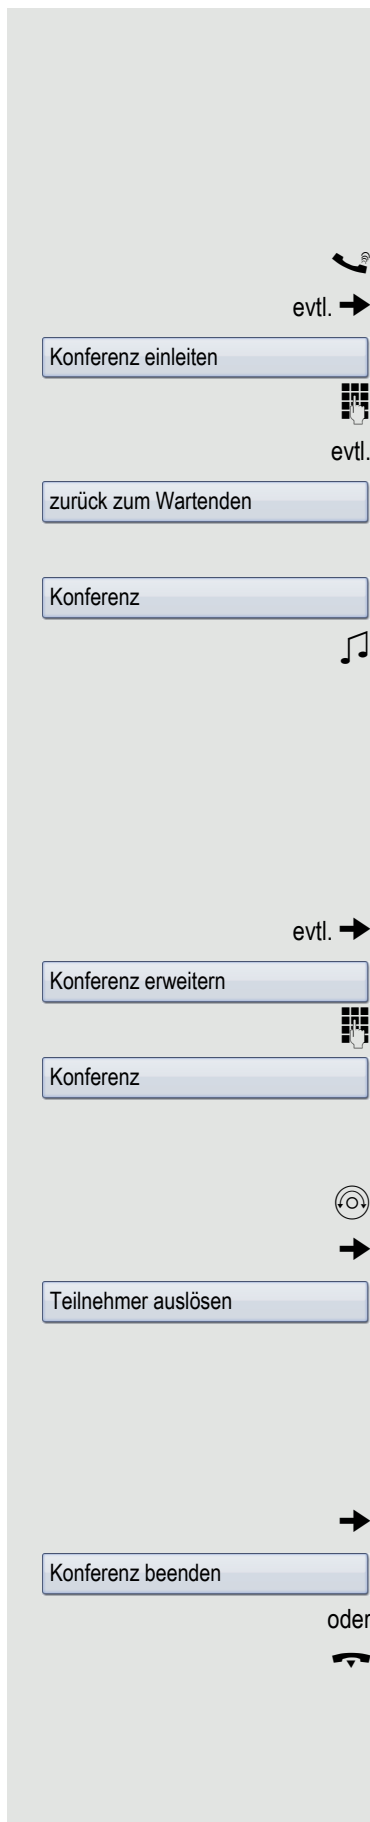 evtl.
Konferenz einleiten
evtl.
zurück zum Wartenden
Konferenz
evtl.
Konferenz erweitern
Konferenz
Teilnehmer auslösen
Konferenz beenden
oder